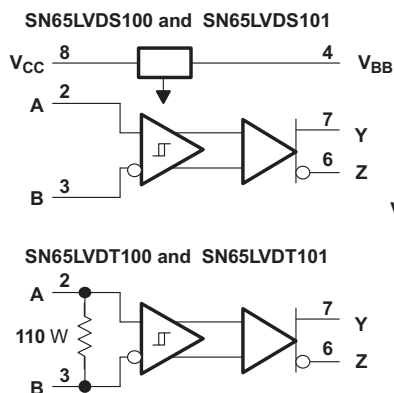 SN65LVDS100 and SN65LVDS101
8 4
VCC VBB
2
A
7
Y
6
Z
3
B
V
SN65LVDT100 and SN65LVDT101
2
A
7
Y
110 W
6
Z
3
B